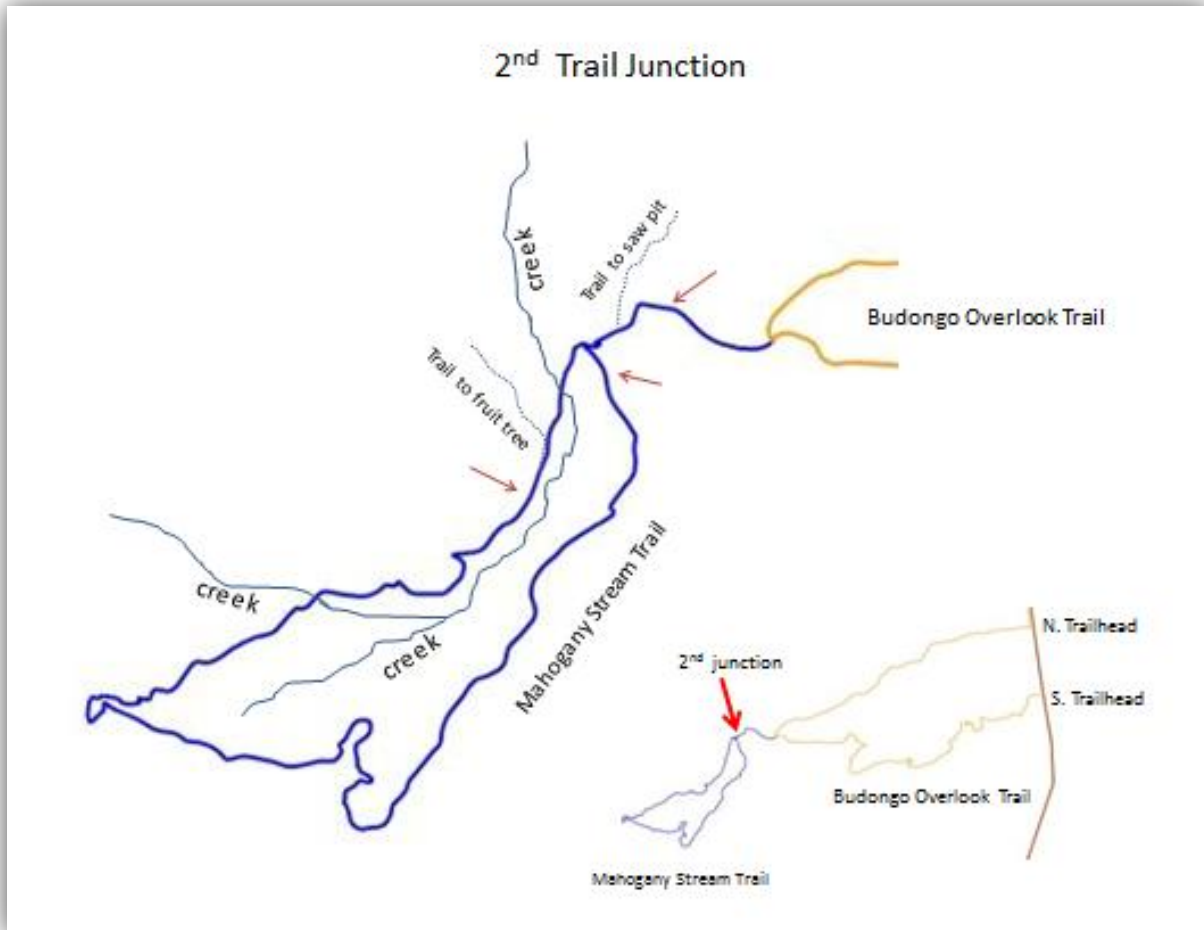 2nd Trail Junction
creek
Trail to saw pit
Budongo Overlook Trail
Trail to fruit tree
Mahogany Stream Trail
creek
creek
N. Trailhead
2nd junction
S. Trailhead
Budongo Overlook Trail
Mahogany Stream Trail